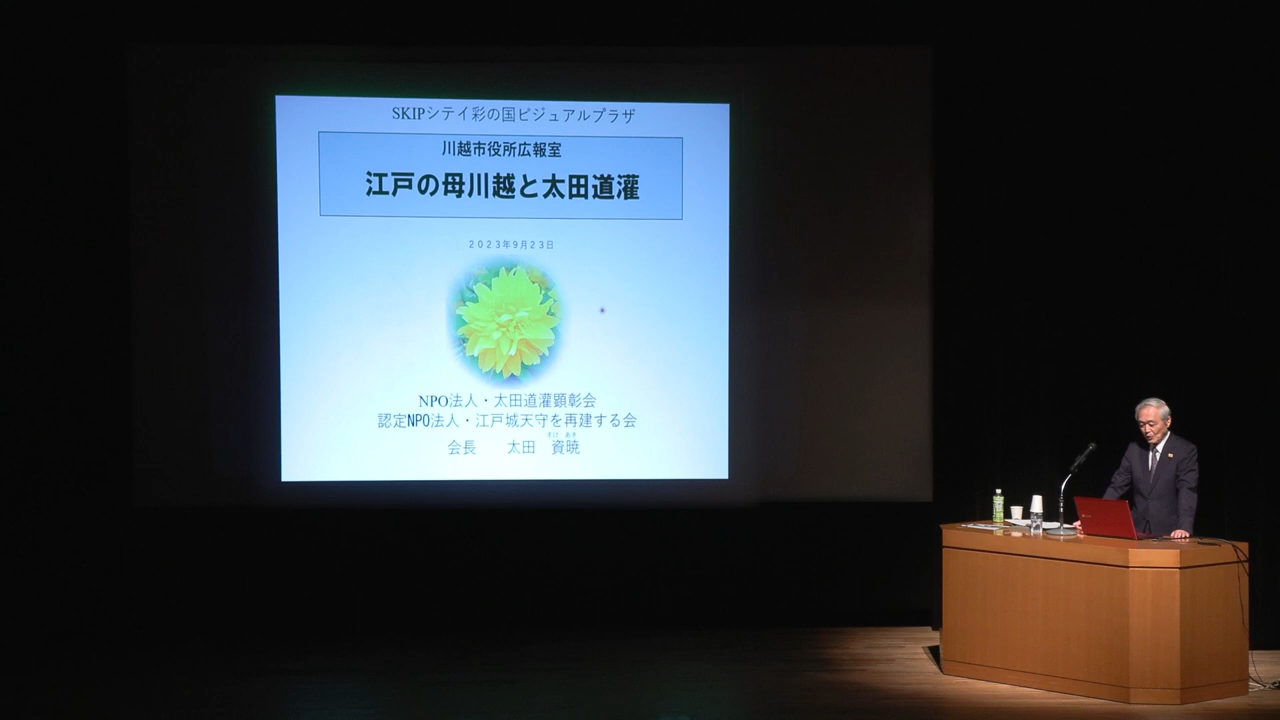 SKIPシテイ彩の国ビジュアルプラザ
川越市役所広報室
江戸の母川越と太田道灌
2023年9月23日
NPO法人・太田道灌顕彰会
認定NPO法人・江戸城天守を再建する会
すけ あき
会長 太田 資暁